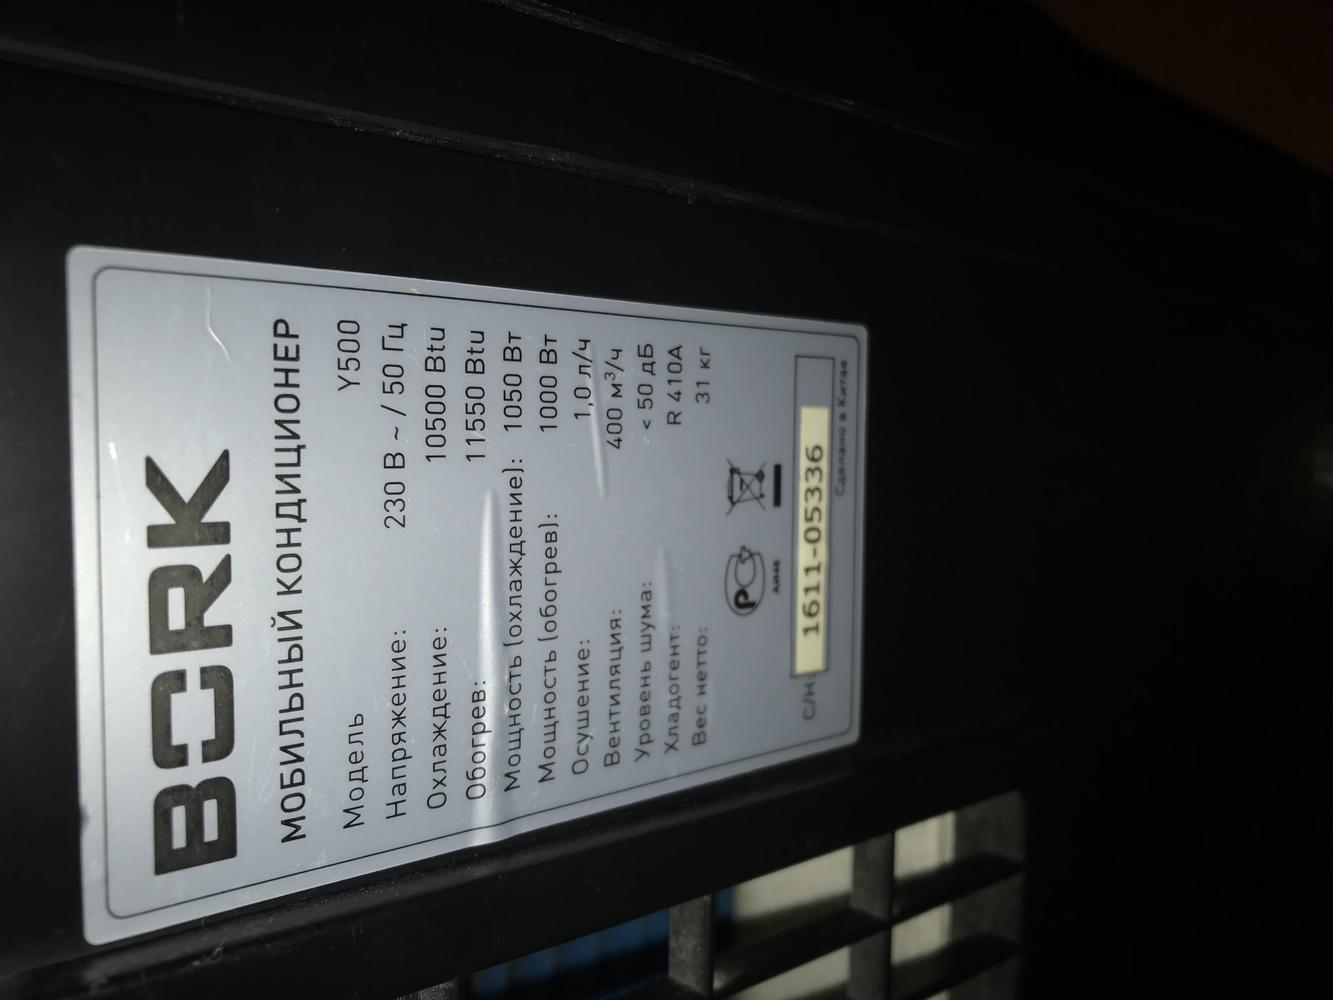 BORK
МОБИЛЬНЫЙ КОНДИЦИОНЕР
Модель Y500
Напряжение: 230 В ~ / 50 Гц
Охлаждение: 10500 Btu
Обогрев: 11550 Btu
Мощность (охлаждение): 1050 Вт
Мощность (обогрев): 1000 Вт
Осушение: 1,0 л/ч
Вентиляция: 400 м³/ч
Уровень шума: < 50 дБ
Хладогент: R 410A
Вес нетто: 31 кг
АИ46
С/Н 1611-05336
Сделано в Китае